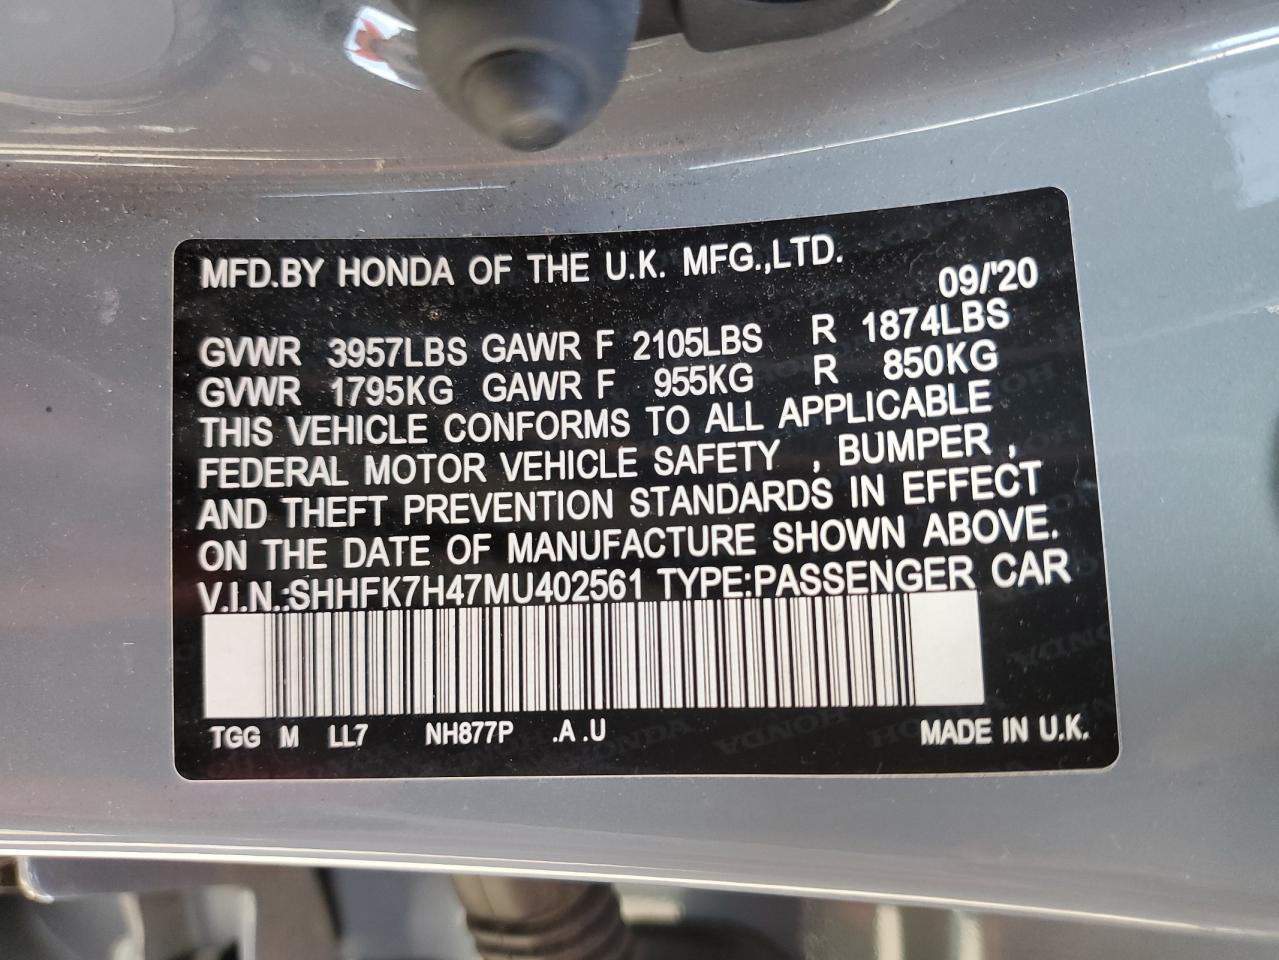 MFD.BY HONDA OF THE U.K. MFG.,LTD.
09/'20
GVWR 3957LBS GAWR F 2105LBS R 1874LBS
GVWR 1795KG GAWR F 955KG R 850KG
THIS VEHICLE CONFORMS TO ALL APPLICABLE
FEDERAL MOTOR VEHICLE SAFETY , BUMPER ,
AND THEFT PREVENTION STANDARDS IN EFFECT
ON THE DATE OF MANUFACTURE SHOWN ABOVE.
V.I.N.:SHHFK7H47MU402561 TYPE:PASSENGER CAR
TGG M LL7 NH877P .A .U MADE IN U.K.